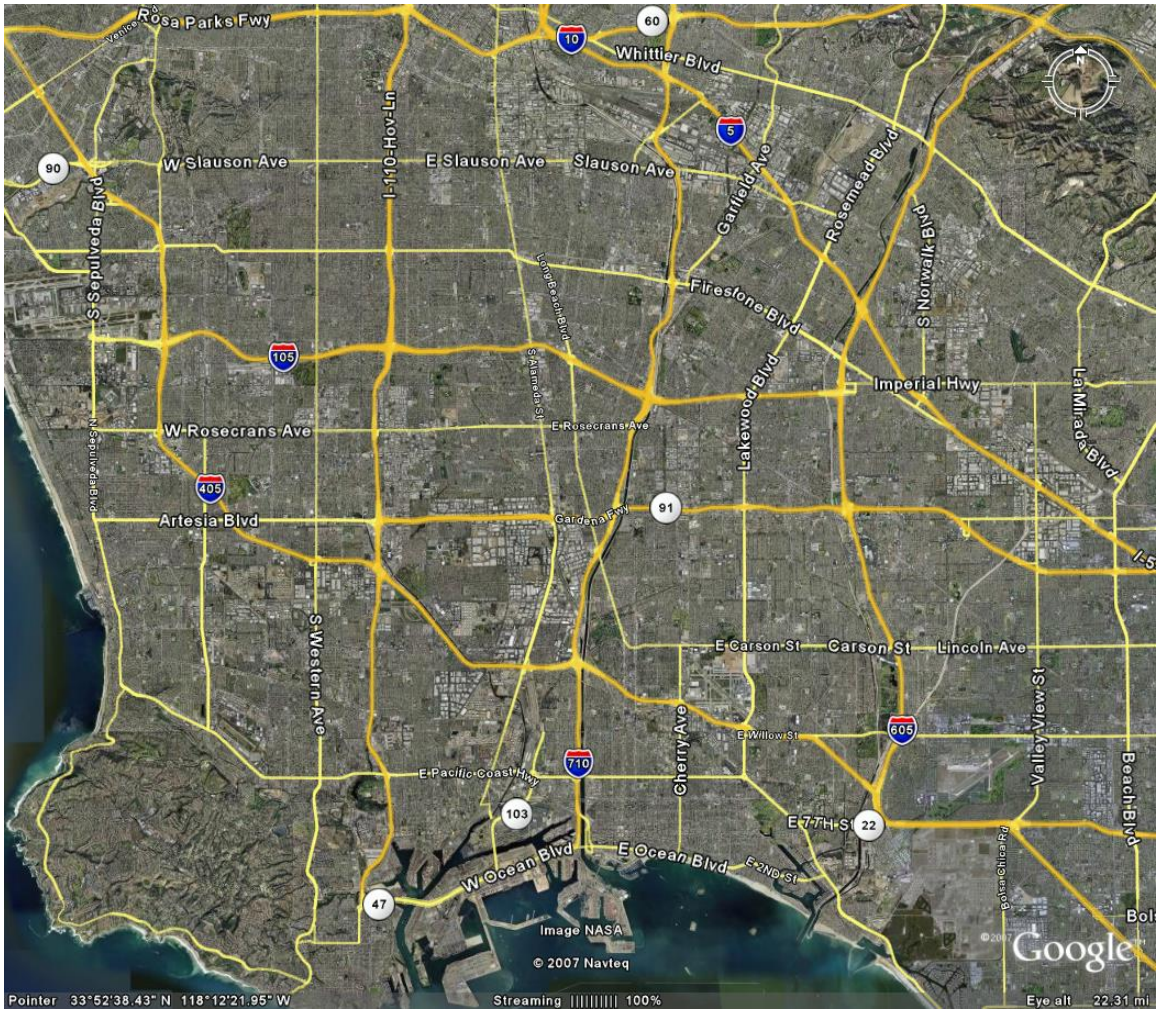 Rosa Parks Fwy
60
10
Venice
Whittier Blvd
N
I-110-Hov-Ln
5
W Slauson Ave
E Slauson Ave
Slauson Ave
90
Garfield Ave
Rosemead Blvd
S Sepulveda Blvd
S Norwalk Blvd
Long Beach Blvd
Firestone Blvd
105
S Alameda St
Lakewood Blvd
Imperial Hwy
La Mirada Blvd
W Rosecrans Ave
E Rosecrans Ave
N Sepulveda Blvd
405
91
Artesia Blvd
Gardena Fwy
I-5
S Western Ave
E Carson St
Carson St
Lincoln Ave
Valley View St
Cherry Ave
E Willow St
605
710
E Pacific Coast Hwy
Beach Blvd
103
E 7TH St
22
W Ocean Blvd
E Ocean Blvd
E 2ND St
Bolsa Chica Rd
47
Bols
Image NASA
© 2007
Google™
© 2007 Navteq
Pointer 33°52'38.43" N 118°12'21.95" W
Streaming |||||||||| 100%
Eye alt 22.31 mi